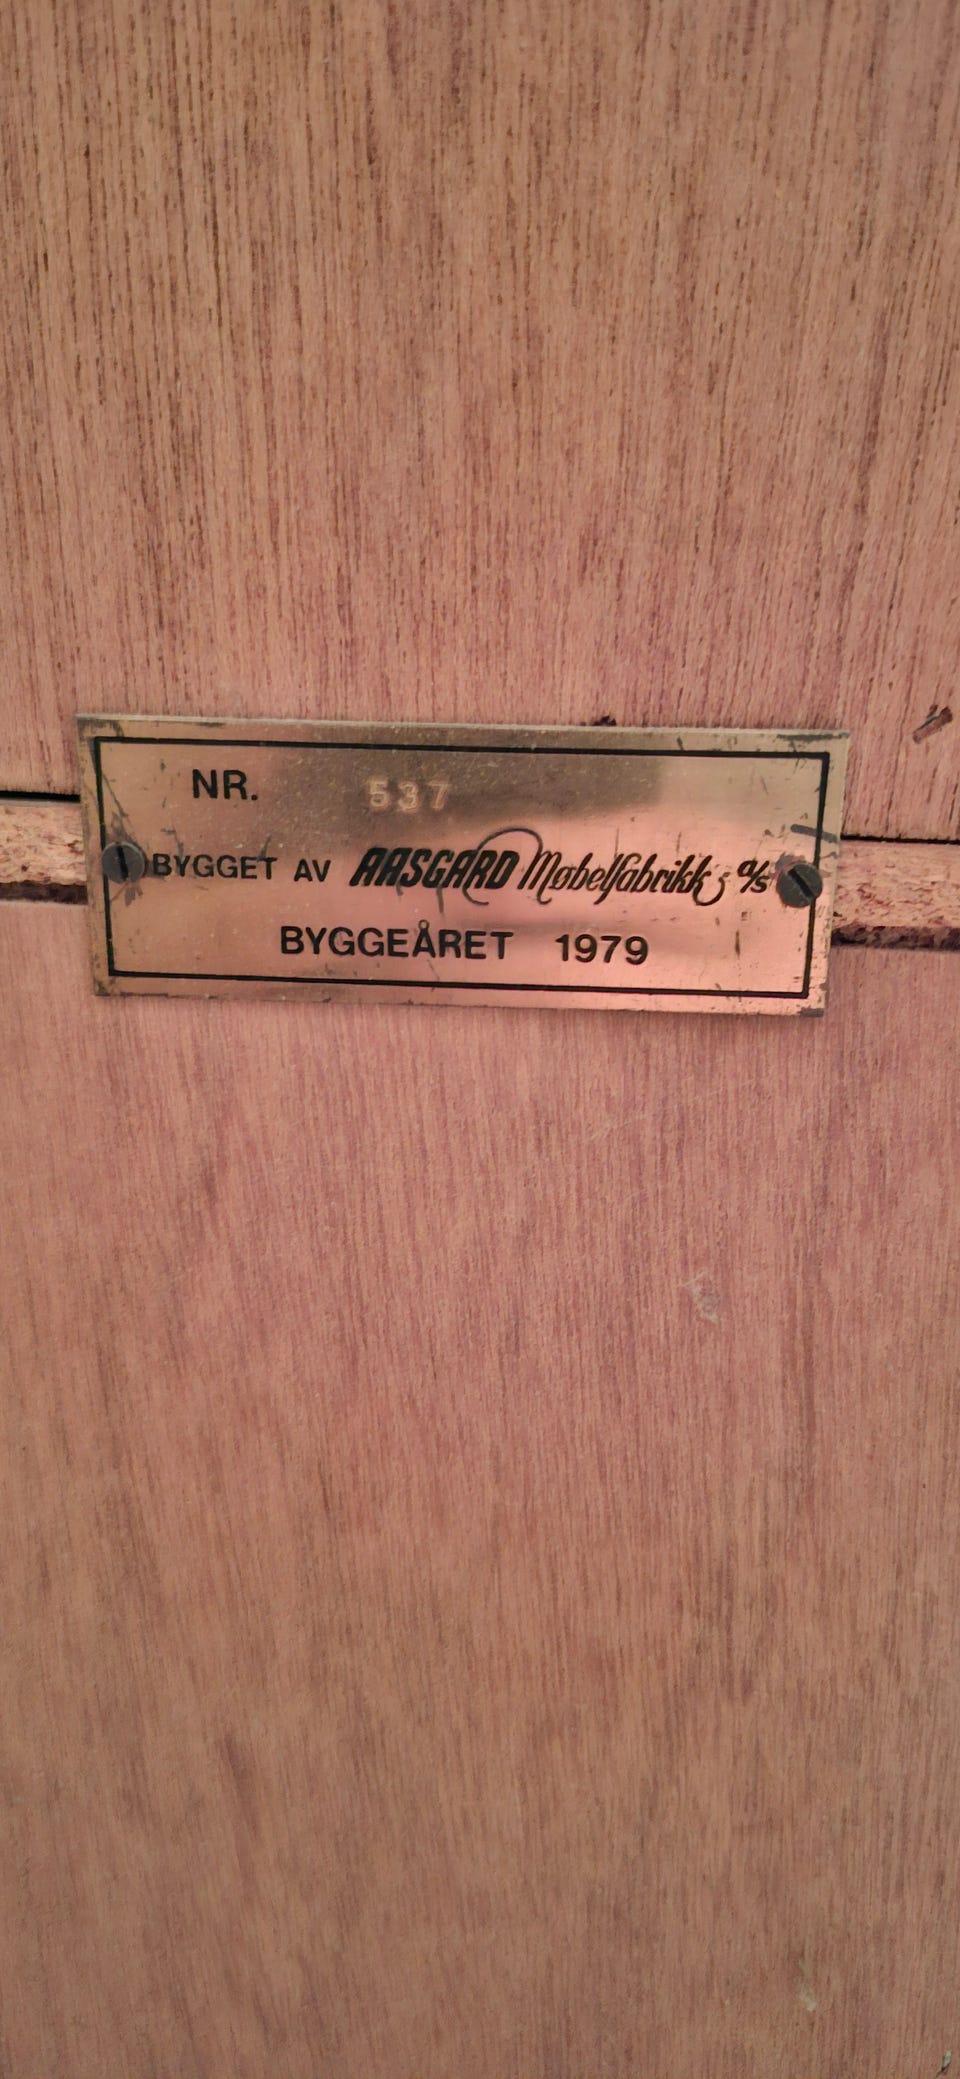 NR. 537
BYGGET AV AASGARD Møbelfabrikk a/s
BYGGEÅRET 1979